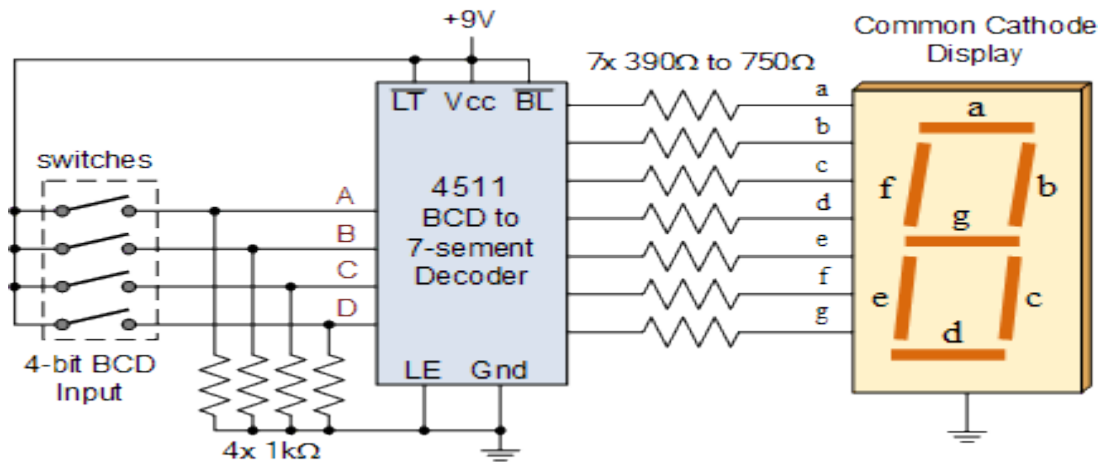 +9V
Common Cathode
Display
7x 390Ω to 750Ω
LT Vcc BL
switches
4511
BCD to
7-sement
Decoder
A
B
C
D
a
b
c
d
e
f
g
a
f
b
g
e
c
d
4-bit BCD
Input
LE Gnd
4x 1kΩ